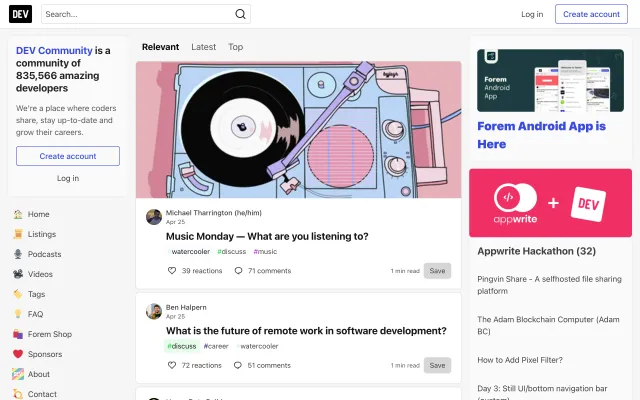 DEV
Search...
Log in
Create account
DEV Community is a
community of
835,566 amazing
developers
We're a place where coders
share, stay up-to-date and
grow their careers.
Create account
Log in
Home
Listings
Podcasts
Videos
Tags
FAQ
Forem Shop
Sponsors
About
Contact
Relevant
Latest
Top
Michael Tharrington (he/him)
Apr 25
Music Monday — What are you listening to?
#watercooler #discuss #music
39 reactions
71 comments
1 min read
Save
Ben Halpern
Apr 25
What is the future of remote work in software development?
#discuss #career #watercooler
72 reactions
51 comments
1 min read
Save
Forem
Android
App
Forem Android App is
Here
appwrite
+
DEV
Appwrite Hackathon (32)
Pingvin Share - A selfhosted file sharing
platform
The Adam Blockchain Computer (Adam
BC)
How to Add Pixel Filter?
Day 3: Still UI/bottom navigation bar